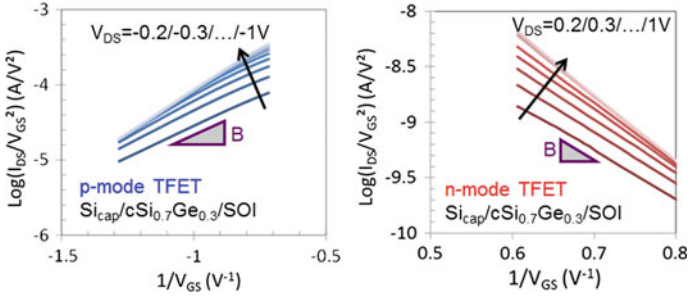 -3
-4
-5
-6
Log(I_DS/V_GS²) (A/V²)
V_DS=-0.2/-0.3/…/-1V
B
p-mode TFET
Si_cap/cSi_0.7Ge_0.3/SOI
-1.5
-1
-0.5
1/V_GS (V⁻¹)
-8
-8.5
-9
-9.5
-10
Log(I_DS/V_GS²) (A/V²)
V_DS=0.2/0.3/…/1V
B
n-mode TFET
Si_cap/cSi_0.7Ge_0.3/SOI
0.5
0.6
0.7
0.8
1/V_GS (V⁻¹)